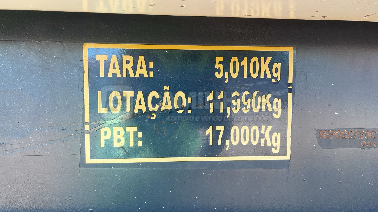 TARA: 5,010Kg
LOTAÇÃO: 11,990Kg
PBT: 17,000Kg